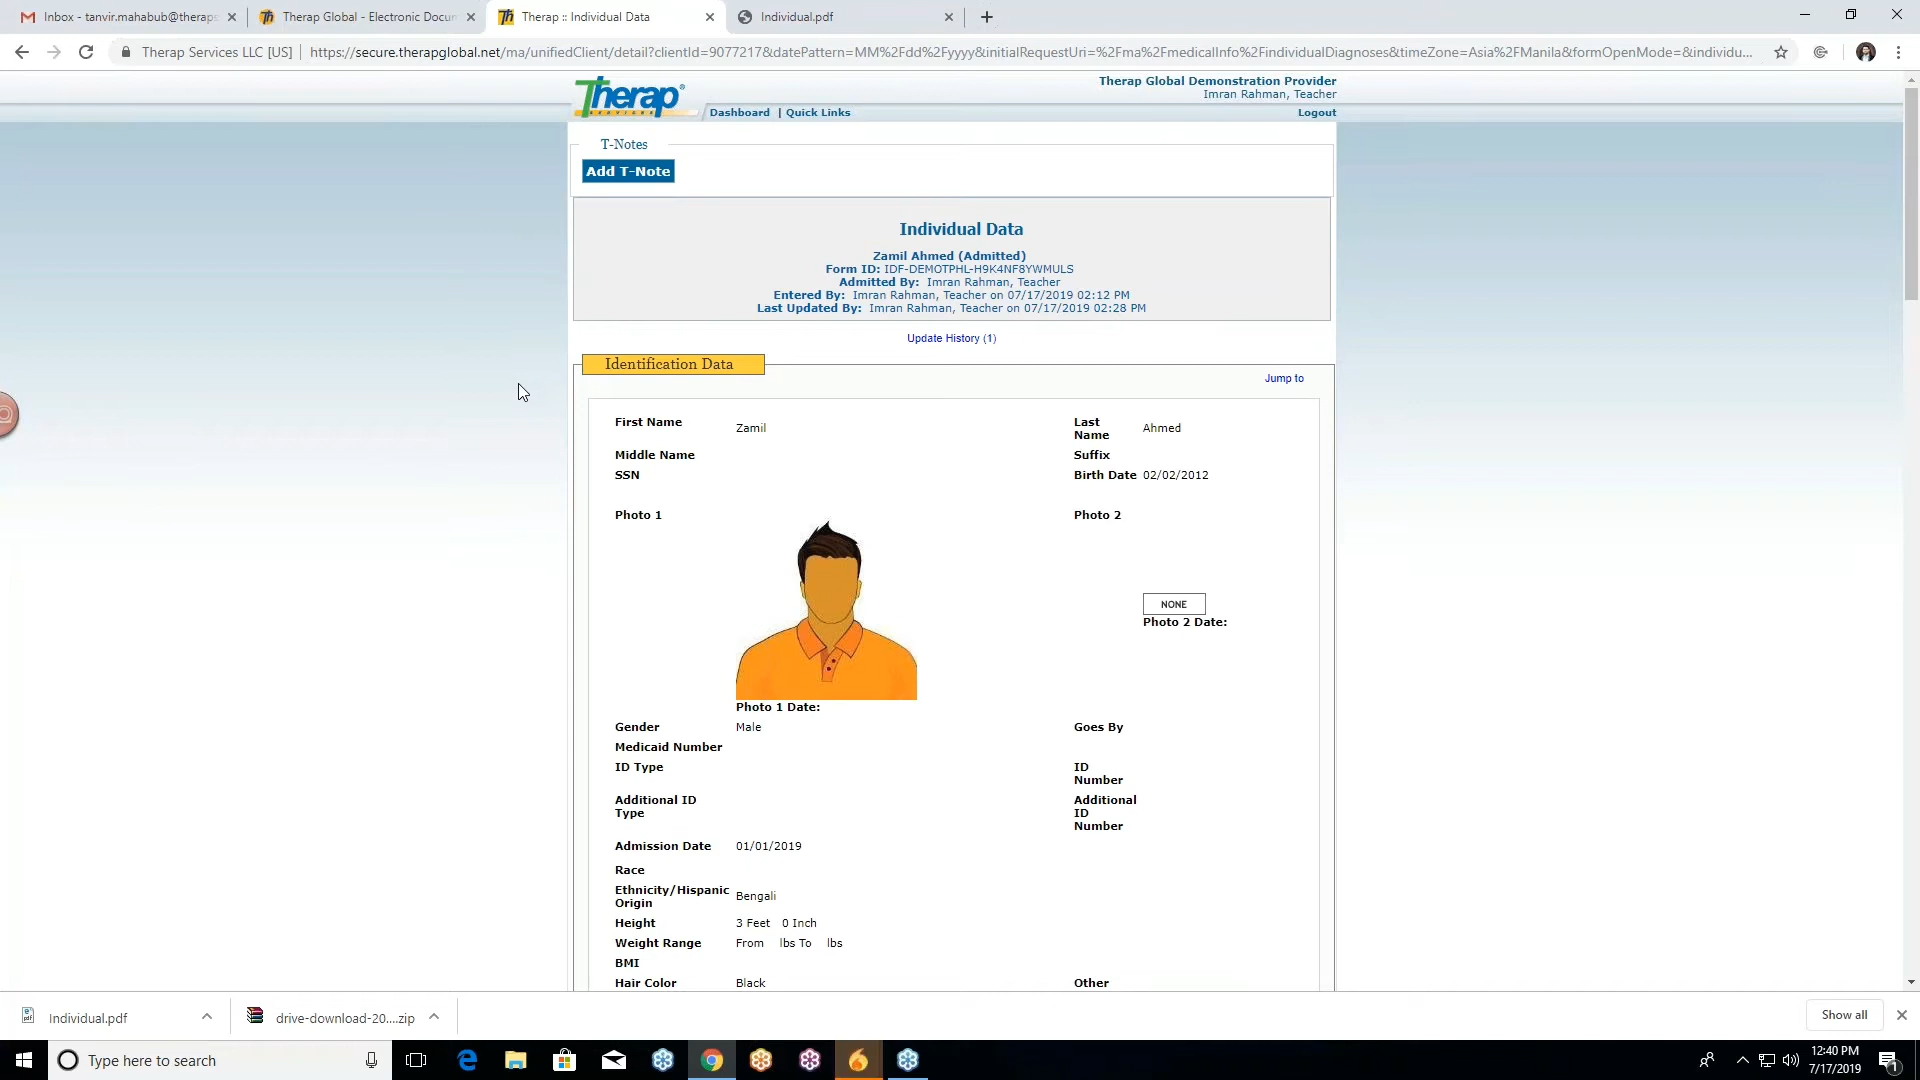 Inbox - tanvir.mahabub@therap
Therap Global - Electronic Docun
Therap :: Individual Data
Individual.pdf
Therap Services LLC [US]
https://secure.therapglobal.net/ma/unifiedClient/detail?clientId=9077217&datePattern=MM%2Fdd%2Fyyyy&initialRequestUri=%2Fma%2FmedicalInfo%2FindividualDiagnoses&timeZone=Asia%2FManila&formOpenMode=&individu...
Therap
SERVICES
Therap Global Demonstration Provider
Imran Rahman, Teacher
Dashboard | Quick Links
Logout
T-Notes
Add T-Note
Individual Data
Zamil Ahmed (Admitted)
Form ID: IDF-DEMOTPHL-H9K4NF8YWMULS
Admitted By: Imran Rahman, Teacher
Entered By: Imran Rahman, Teacher on 07/17/2019 02:12 PM
Last Updated By: Imran Rahman, Teacher on 07/17/2019 02:28 PM
Update History (1)
Identification Data
Jump to
First Name
Zamil
Last
Name
Ahmed
Middle Name
Suffix
SSN
Birth Date 02/02/2012
Photo 1
Photo 2
NONE
Photo 2 Date:
Photo 1 Date:
Gender
Male
Goes By
Medicaid Number
ID Type
ID
Number
Additional ID
Type
Additional
ID
Number
Admission Date
01/01/2019
Race
Ethnicity/Hispanic
Origin
Bengali
Height
3 Feet 0 Inch
Weight Range
From lbs To lbs
BMI
Hair Color
Black
Other
Individual.pdf
drive-download-20....zip
Show all
Type here to search
12:40 PM
7/17/2019
1